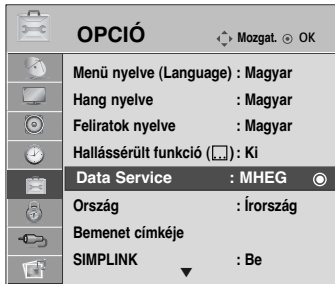 OPCIÓ Mozgat. OK
Menü nyelve (Language) : Magyar
Hang nyelve : Magyar
Feliratok nyelve : Magyar
Hallássérült funkció ( ) : Ki
Data Service : MHEG
Ország : Írország
Bemenet címkéje
SIMPLINK : Be